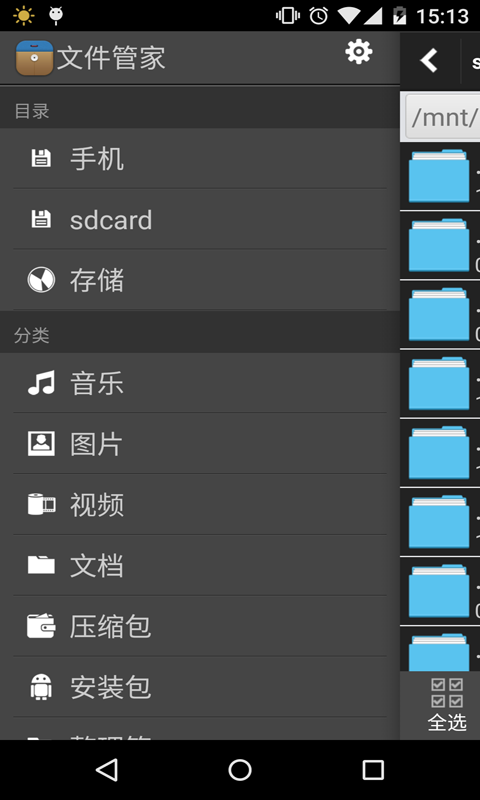 15:13
文件管家
s
/mnt/
目录
手机
sdcard
存储
分类
音乐
图片
视频
文档
压缩包
安装包
全选